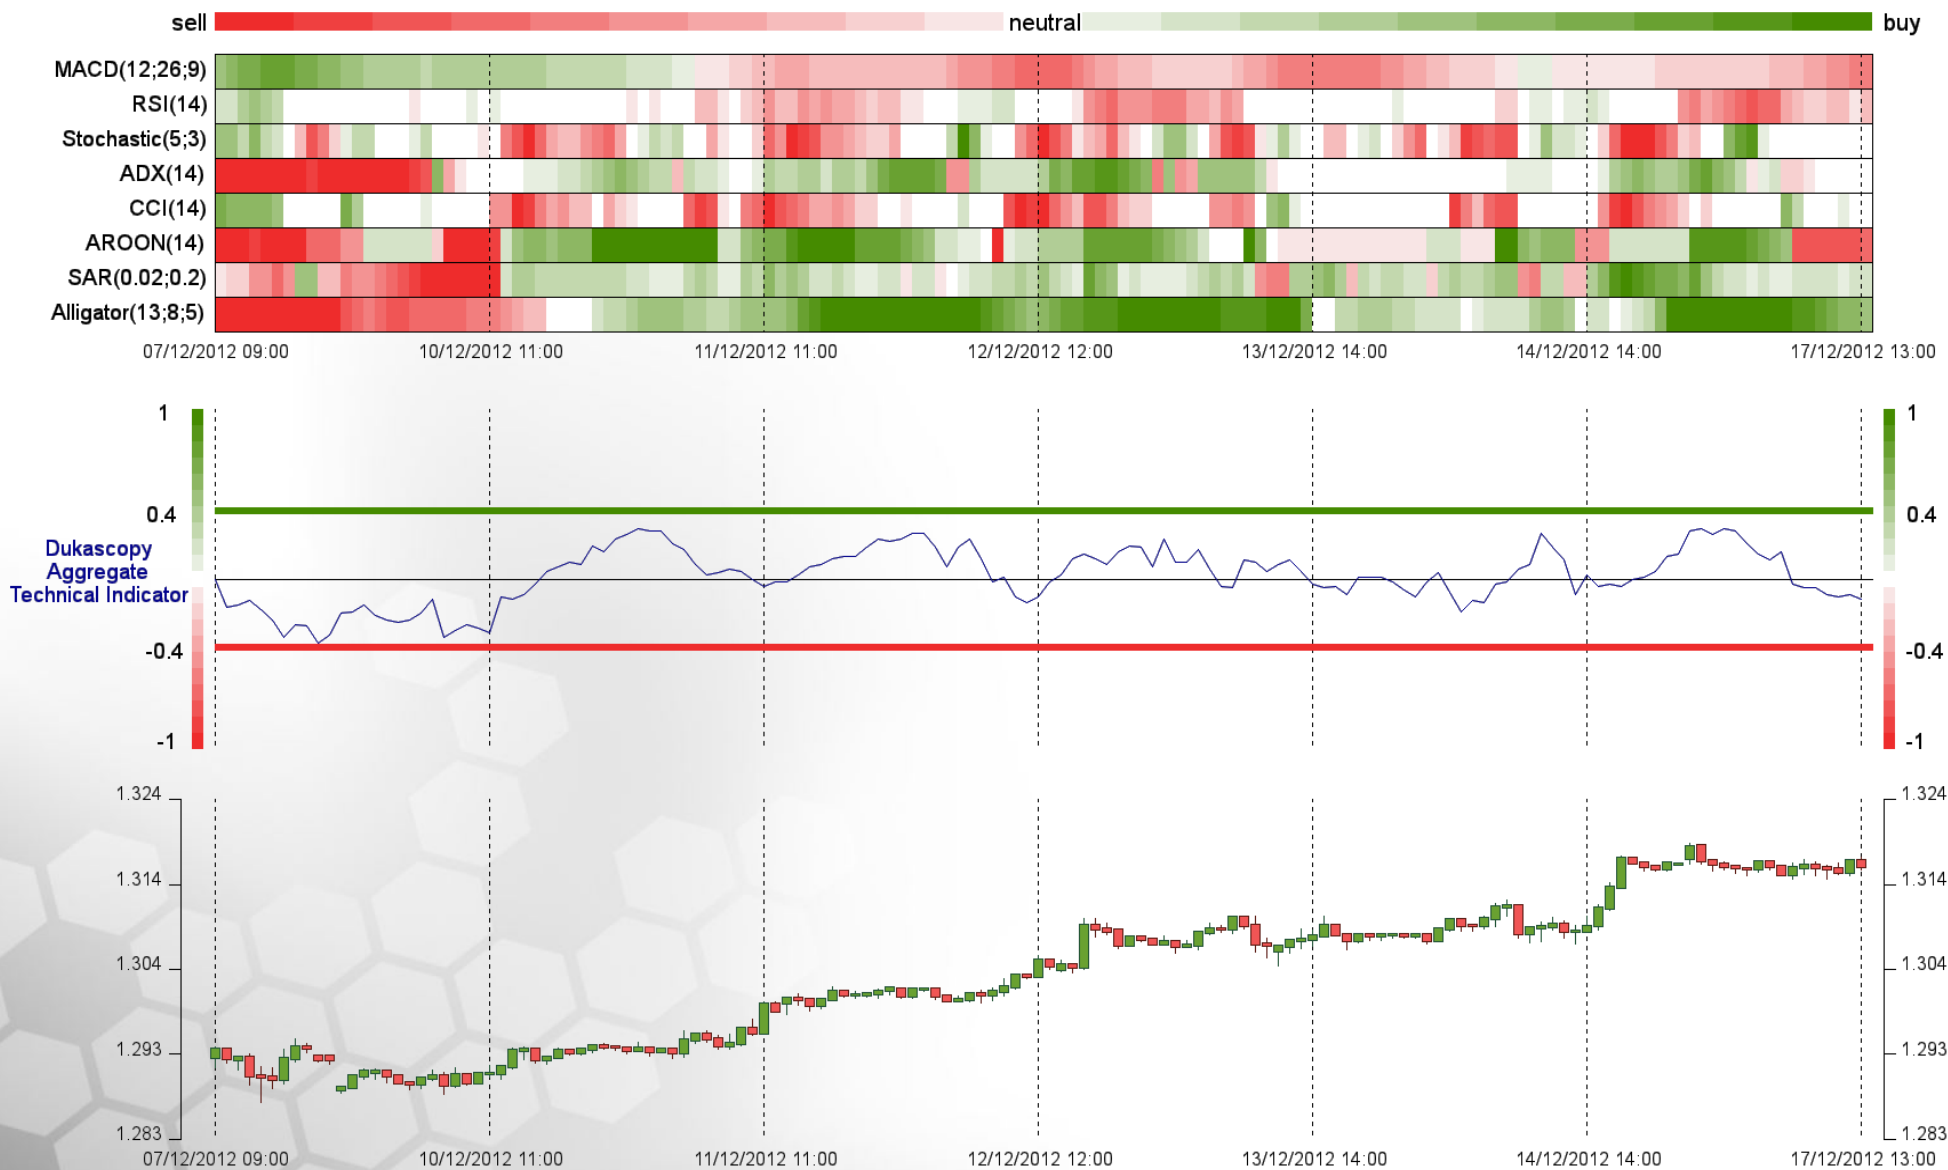 sell neutral buy
MACD(12;26;9)
RSI(14)
Stochastic(5;3)
ADX(14)
CCI(14)
AROON(14)
SAR(0.02;0.2)
Alligator(13;8;5)
07/12/2012 09:00 10/12/2012 11:00 11/12/2012 11:00 12/12/2012 12:00 13/12/2012 14:00 14/12/2012 14:00 17/12/2012 13:00
1 1
0.4 0.4
Dukascopy
Aggregate
Technical Indicator
-0.4 -0.4
-1 -1
1.324 1.324
1.314 1.314
1.304 1.304
1.293 1.293
1.283 1.283
07/12/2012 09:00 10/12/2012 11:00 11/12/2012 11:00 12/12/2012 12:00 13/12/2012 14:00 14/12/2012 14:00 17/12/2012 13:00